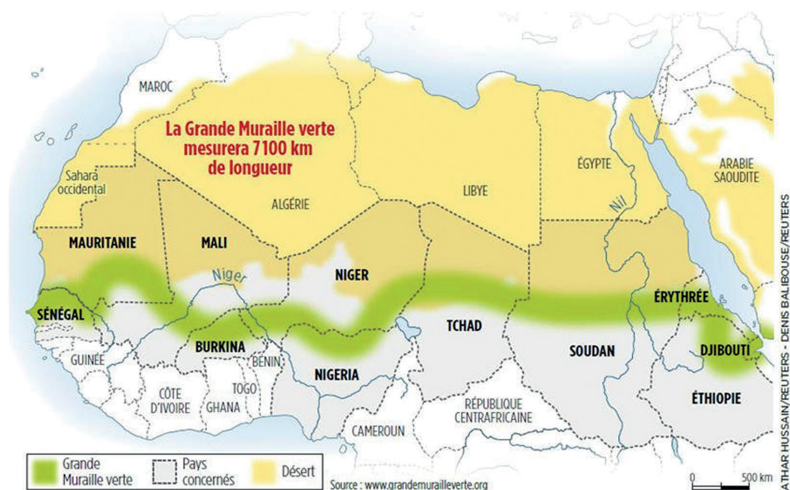 MAROC
La Grande Muraille verte
mesurera 7 100 km
de longueur
Sahara
occidental
ALGÉRIE
LIBYE
ÉGYPTE
ARABIE
SAOUDITE
Nil
MAURITANIE
MALI
Niger
NIGER
ÉRYTHRÉE
SÉNÉGAL
TCHAD
BURKINA
SOUDAN
DJIBOUTI
GUINÉE
BÉNIN
NIGERIA
ÉTHIOPIE
CÔTE
D'IVOIRE
TOGO
GHANA
RÉPUBLIQUE
CENTRAFRICAINE
CAMEROUN
Grande
Muraille verte
Pays
concernés
Désert
Source : www.grandemurailleverte.org
0 500 km
ATHAR HUSSAIN/REUTERS - DENIS BALIBOUSE/REUTERS